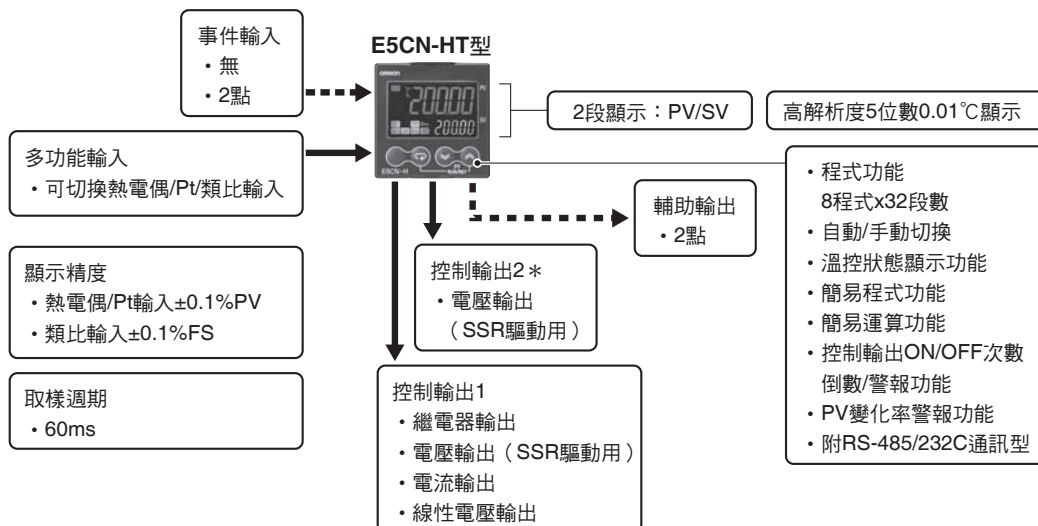 事件輸入
・無
・2點
E5CN-HT型
OMRON
20000
PV
200.00
SV
E5CN-H
2段顯示：PV/SV
高解析度5位數0.01℃顯示
多功能輸入
・可切換熱電偶/Pt/類比輸入
顯示精度
・熱電偶/Pt輸入±0.1%PV
・類比輸入±0.1%FS
取樣週期
・60ms
控制輸出2＊
・電壓輸出
（SSR驅動用）
輔助輸出
・2點
控制輸出1
・繼電器輸出
・電壓輸出（SSR驅動用）
・電流輸出
・線性電壓輸出
・程式功能
8程式x32段數
・自動/手動切換
・溫控狀態顯示功能
・簡易程式功能
・簡易運算功能
・控制輸出ON/OFF次數
倒數/警報功能
・PV變化率警報功能
・附RS-485/232C通訊型